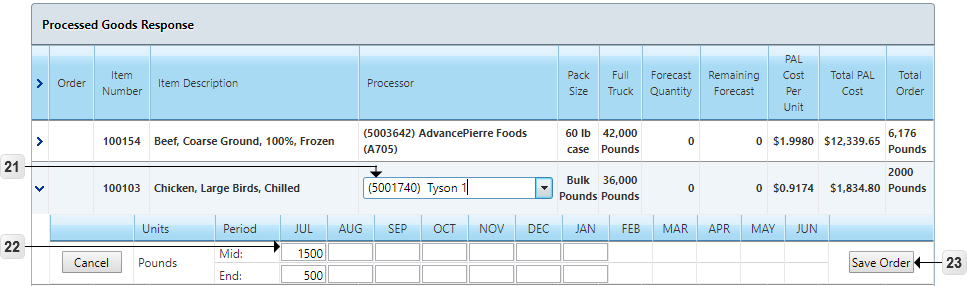 Processed Goods Response
Order Item Number Item Description Processor Pack Size Full Truck Forecast Quantity Remaining Forecast PAL Cost Per Unit Total PAL Cost Total Order
100154 Beef, Coarse Ground, 100%, Frozen (5003642) AdvancePierre Foods (A705) 60 lb case 42,000 Pounds 0 0 $1.9980 $12,339.65 6,176 Pounds
21
100103 Chicken, Large Birds, Chilled (5001740) Tyson 1 Bulk Pounds 36,000 Pounds 0 0 $0.9174 $1,834.80 2000 Pounds
Units Period JUL AUG SEP OCT NOV DEC JAN FEB MAR APR MAY JUN
22
Cancel Pounds Mid: 1500
End: 500
Save Order 23